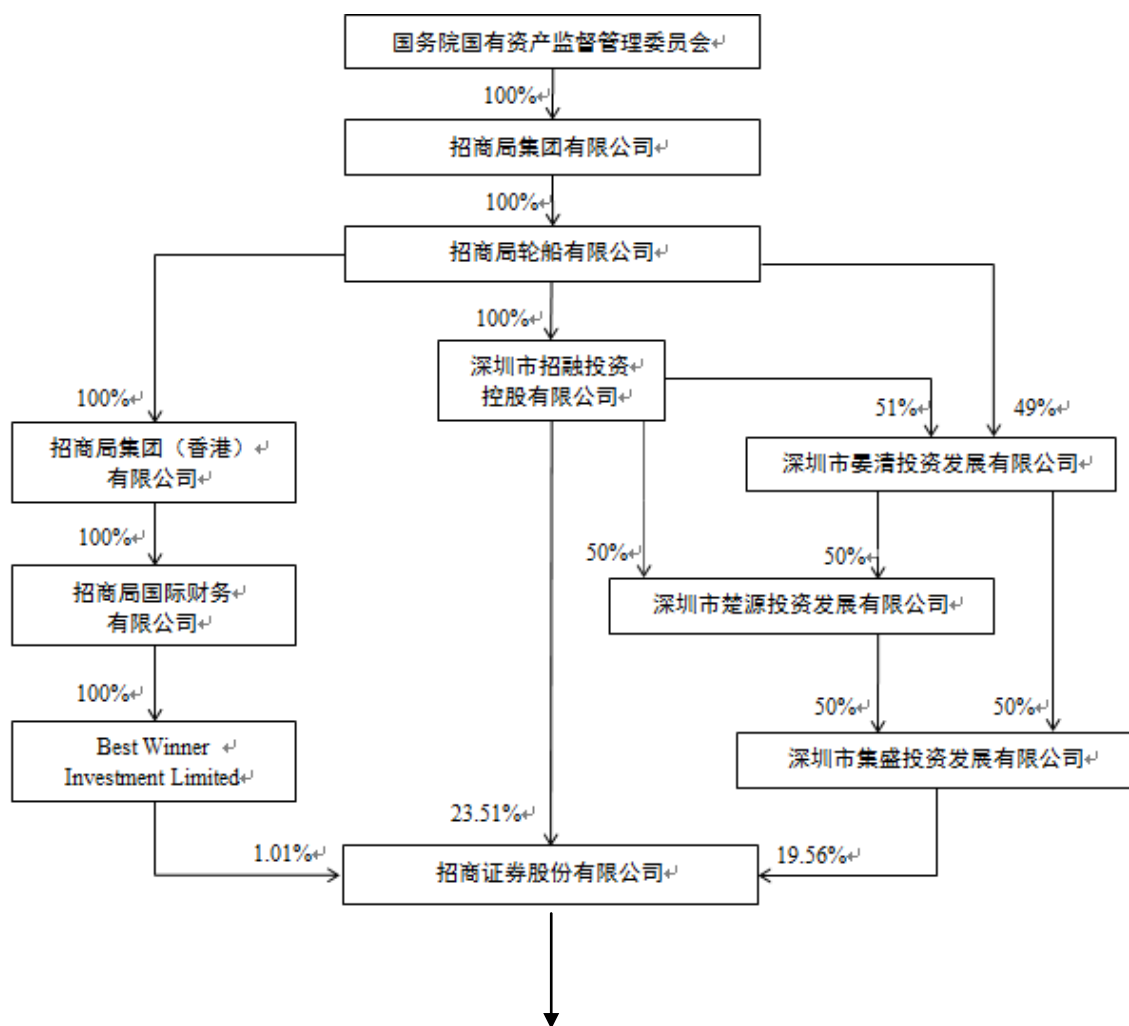 国务院国有资产监督管理委员会↵
100%↵
招商局集团有限公司↵
100%↵
招商局轮船有限公司↵
100%↵
深圳市招融投资↵
控股有限公司↵
100%↵
51%↵
49%↵
招商局集团（香港）↵
有限公司↵
深圳市晏清投资发展有限公司↵
100%↵
50%↵
50%↵
招商局国际财务↵
有限公司↵
深圳市楚源投资发展有限公司↵
100%↵
50%↵
50%↵
Best Winner ↵
Investment Limited↵
深圳市集盛投资发展有限公司↵
23.51%↵
1.01%↵
19.56%↵
招商证券股份有限公司↵